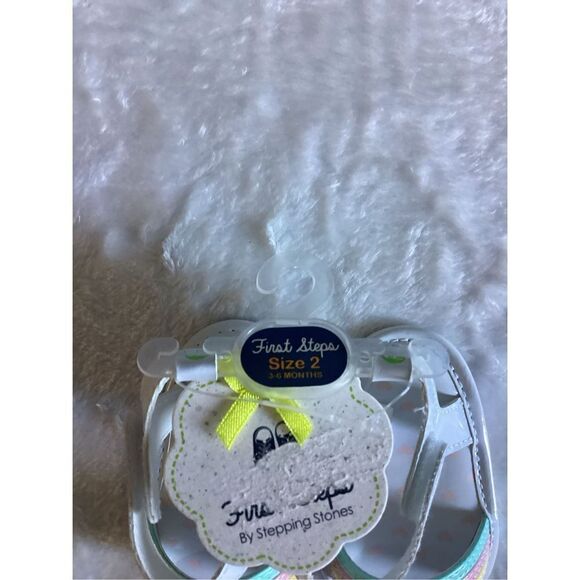 First Steps
Size 2
3-6 MONTHS
First Steps
By Stepping Stones